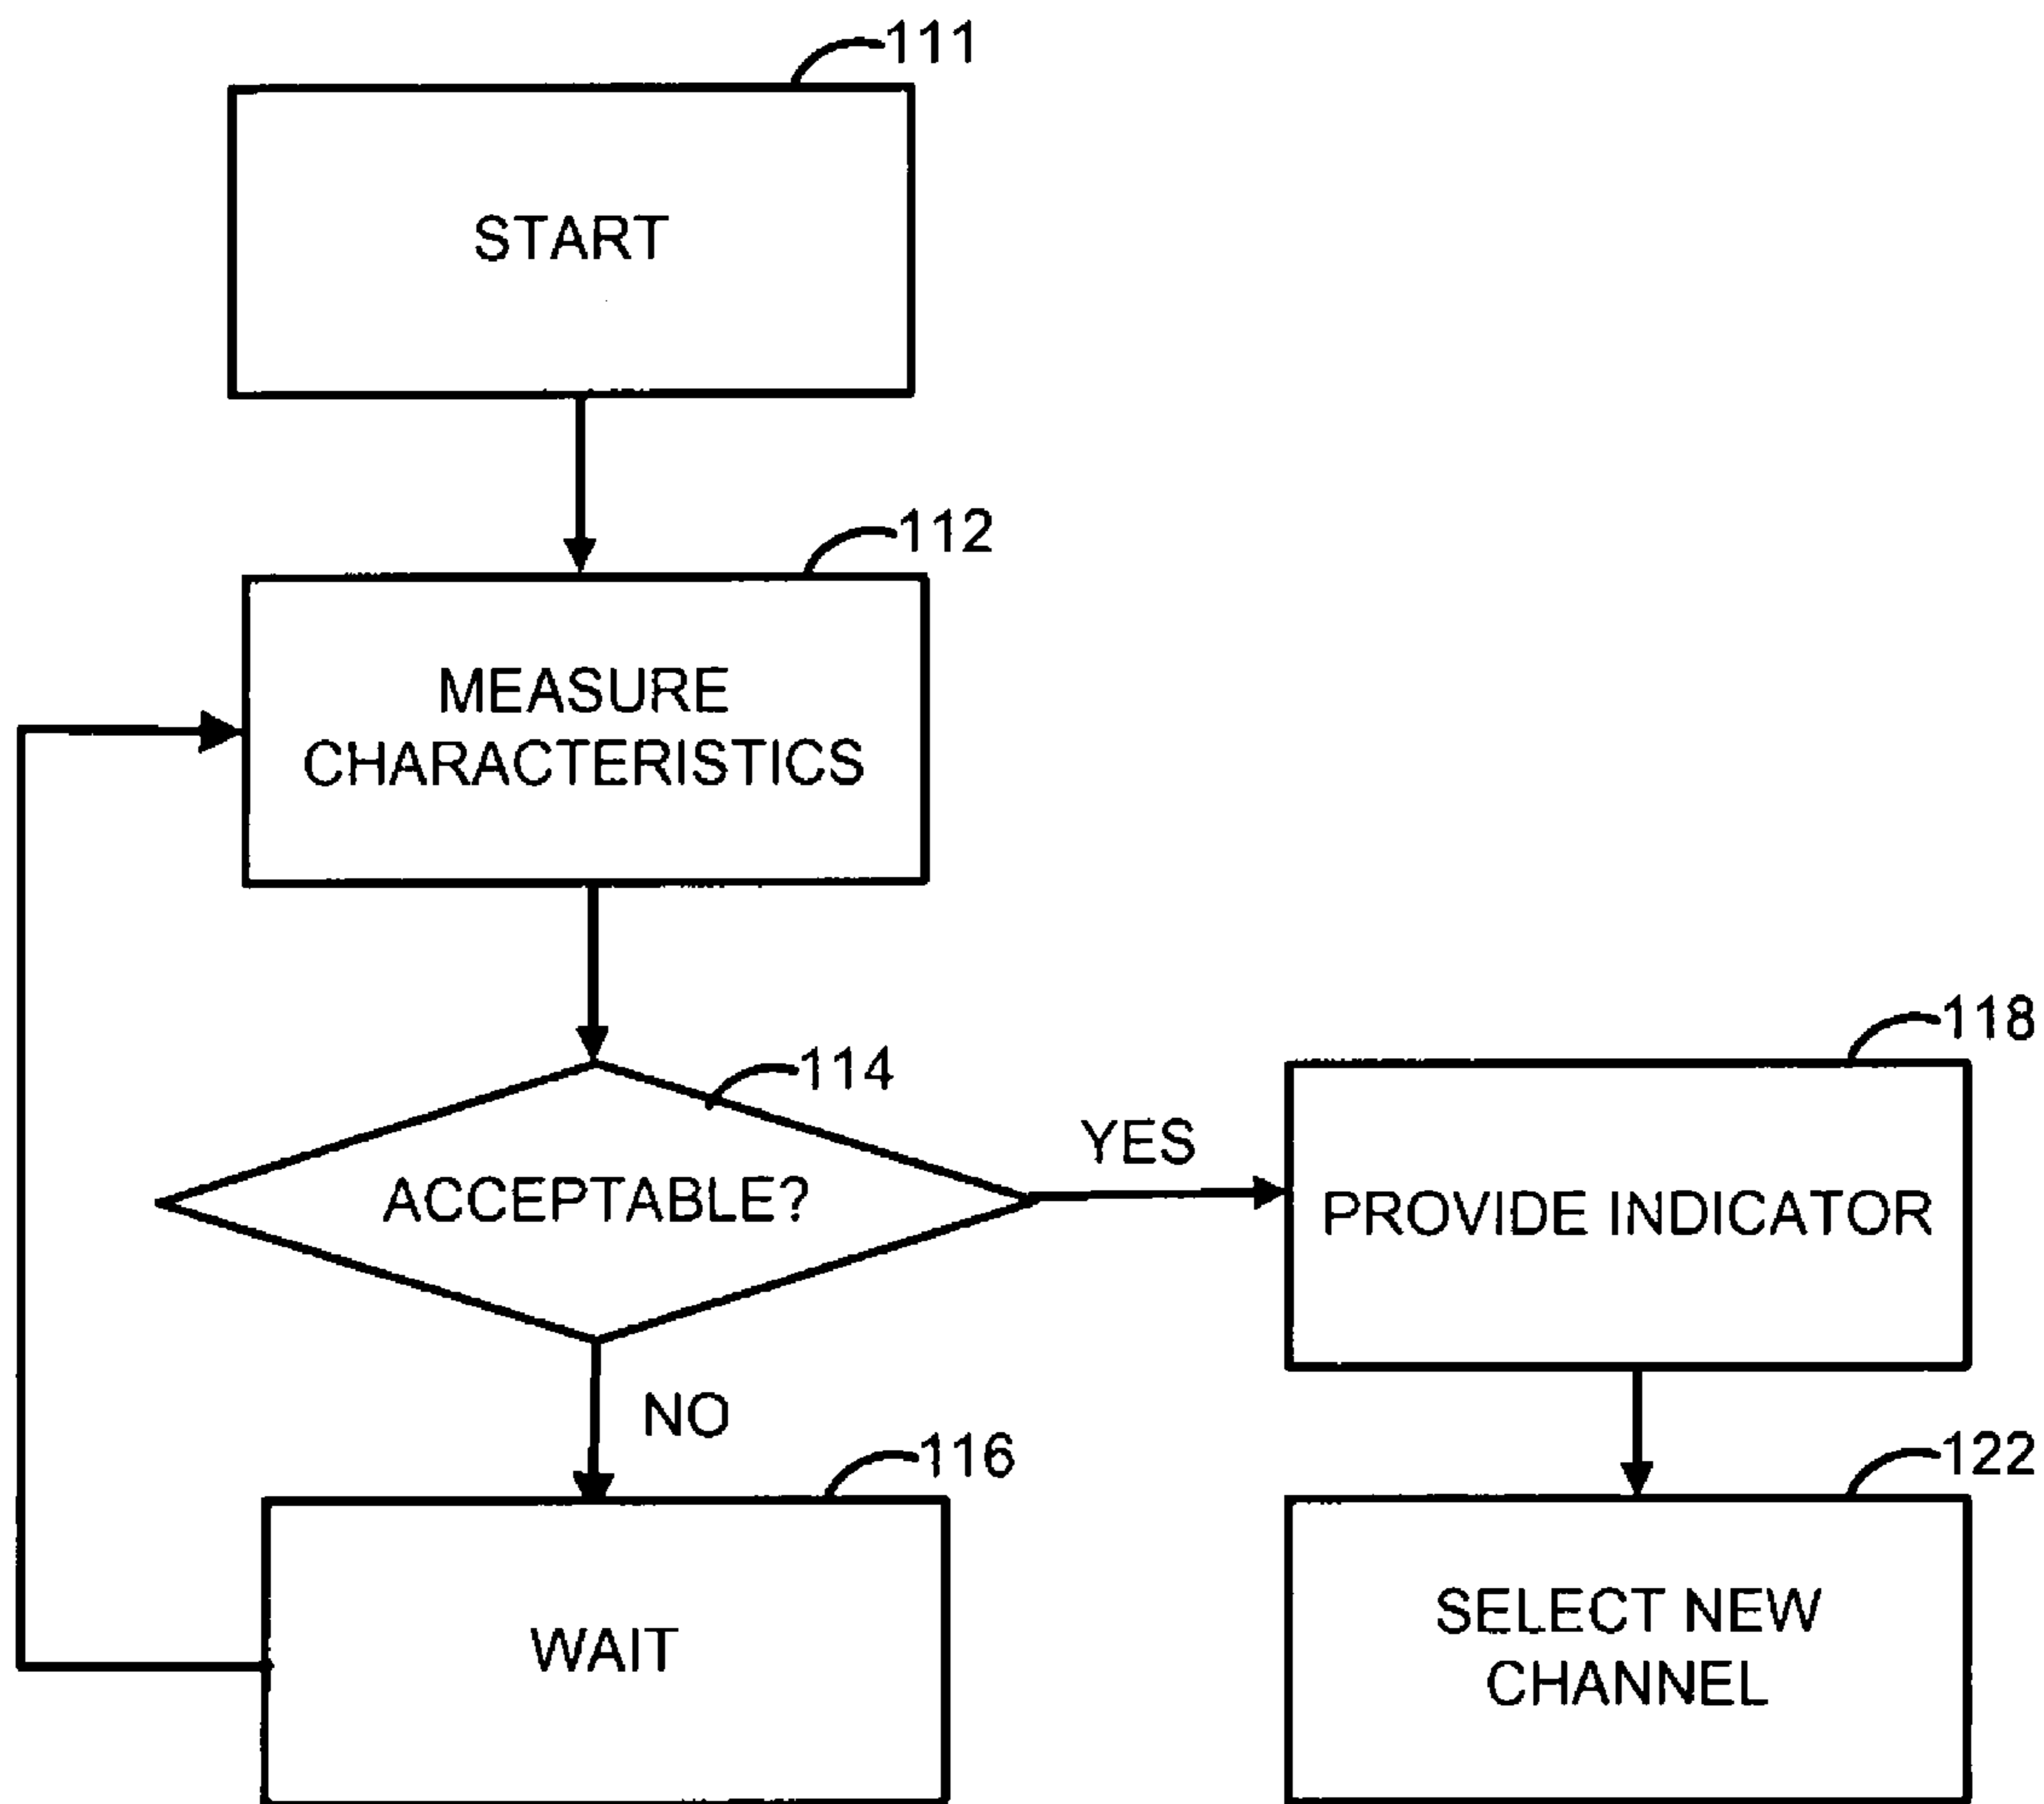 111
START
112
MEASURE
CHARACTERISTICS
114
ACCEPTABLE?
YES
118
PROVIDE INDICATOR
NO
116
WAIT
122
SELECT NEW
CHANNEL